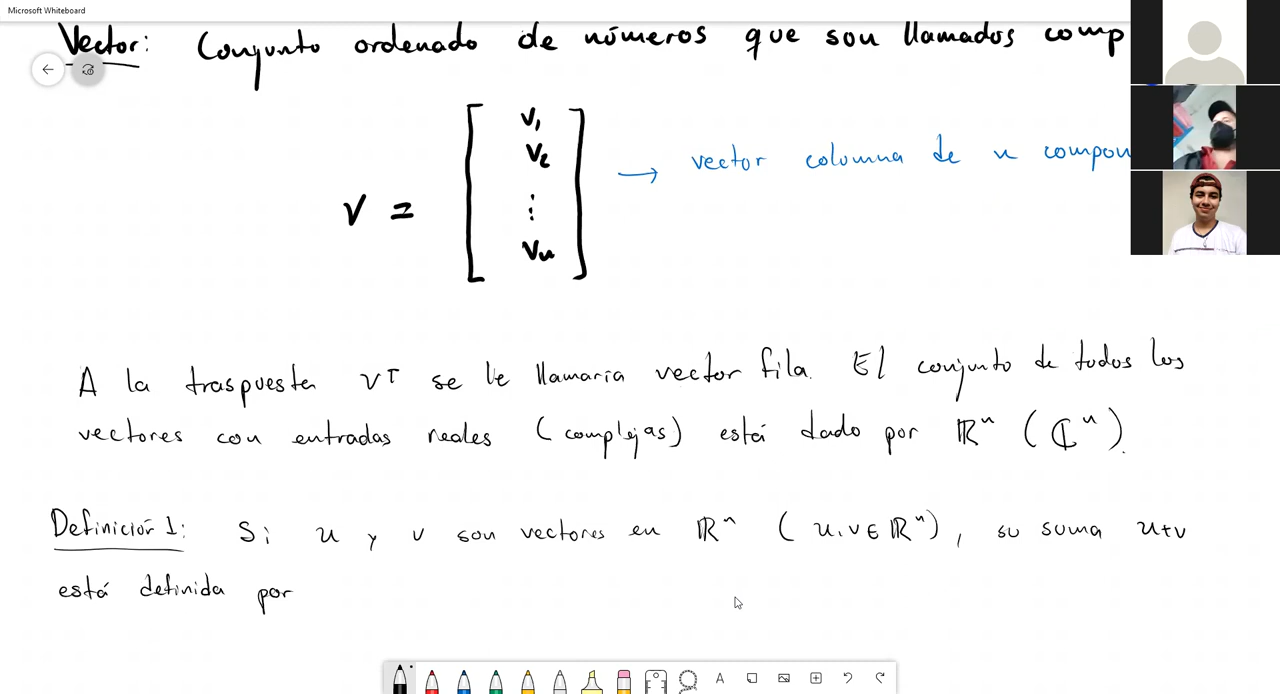 Microsoft Whiteboard
Vector: Conjunto ordenado de números que son llamados comp
v₁
v₂
⋮
v =
vₙ
→ vector columna de n compon
A la traspuesta vᵀ se le llamaría vector fila. El conjunto de todos los
vectores con entradas reales (complejas) está dado por ℝⁿ (ℂⁿ).
Definición 1: Si u y v son vectores en ℝⁿ (u,v ∈ ℝⁿ), su suma u+v
está definida por
A